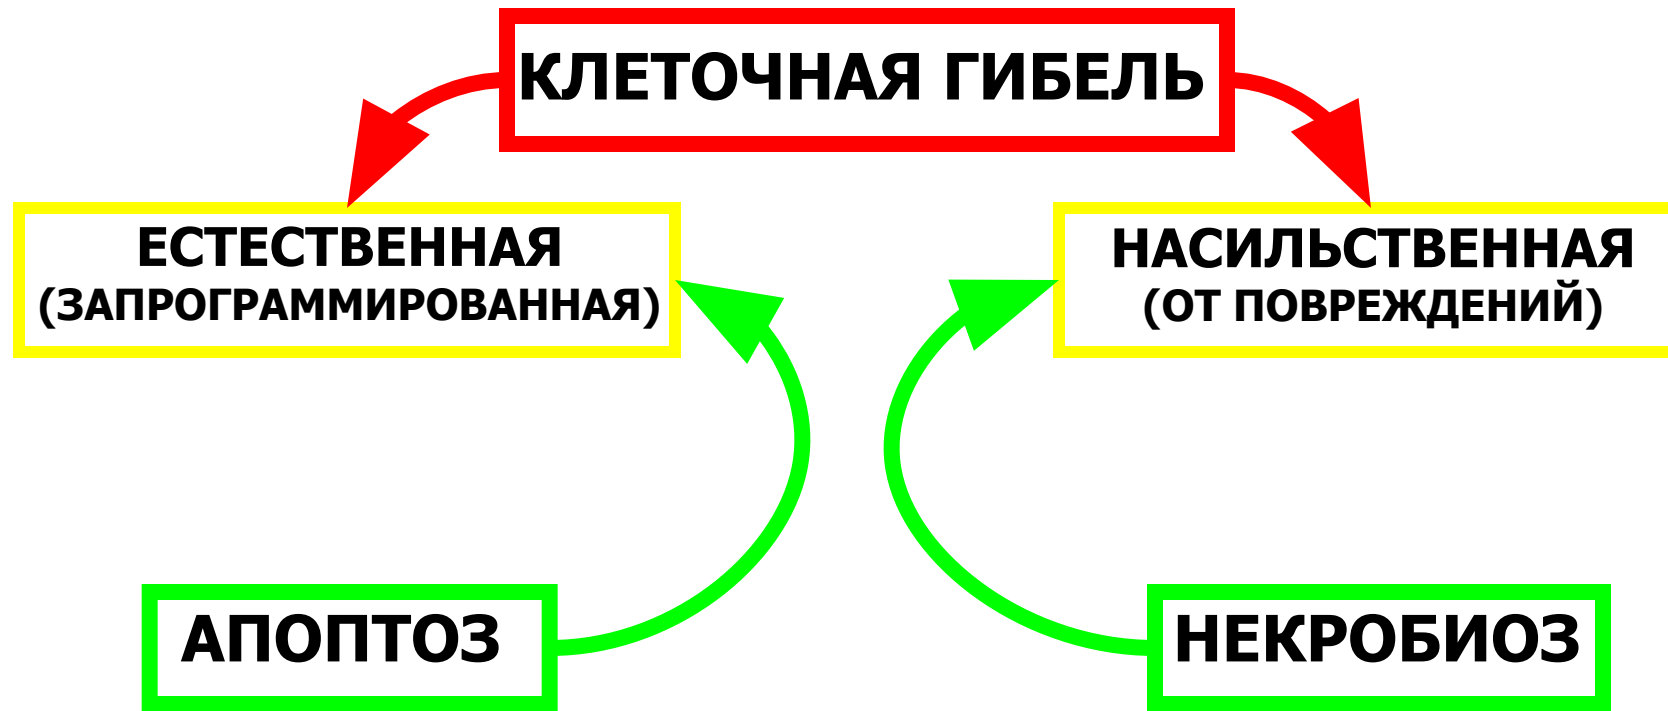 КЛЕТОЧНАЯ ГИБЕЛЬ
ЕСТЕСТВЕННАЯ
(ЗАПРОГРАММИРОВАННАЯ)
НАСИЛЬСТВЕННАЯ
(ОТ ПОВРЕЖДЕНИЙ)
АПОПТОЗ
НЕКРОБИОЗ